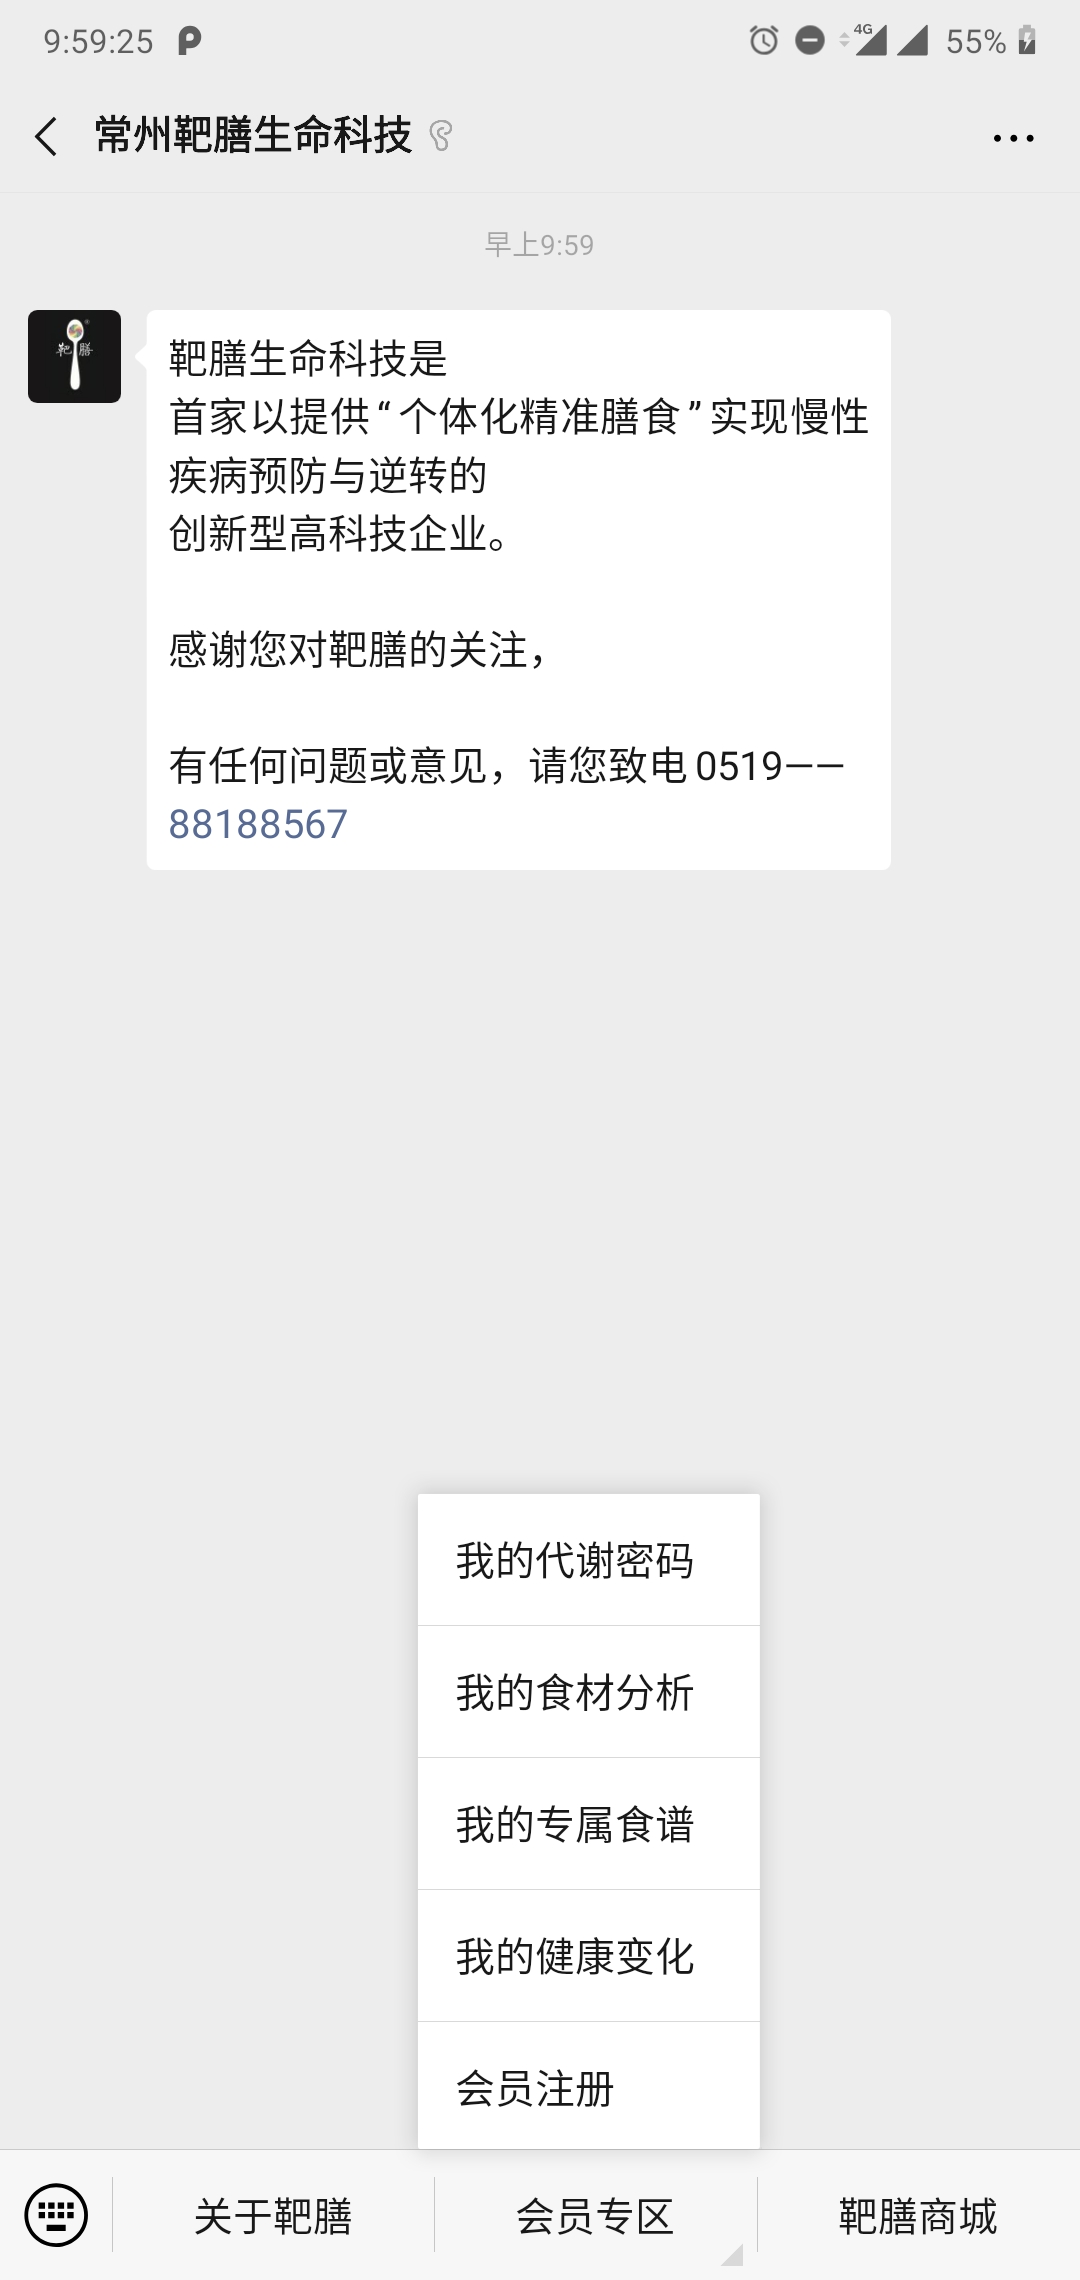 9:59:25
4G
55%
常州靶膳生命科技
早上9:59
靶膳
靶膳生命科技是
首家以提供“个体化精准膳食”实现慢性
疾病预防与逆转的
创新型高科技企业。
感谢您对靶膳的关注，
有任何问题或意见，请您致电0519——
88188567
我的代谢密码
我的食材分析
我的专属食谱
我的健康变化
会员注册
关于靶膳
会员专区
靶膳商城